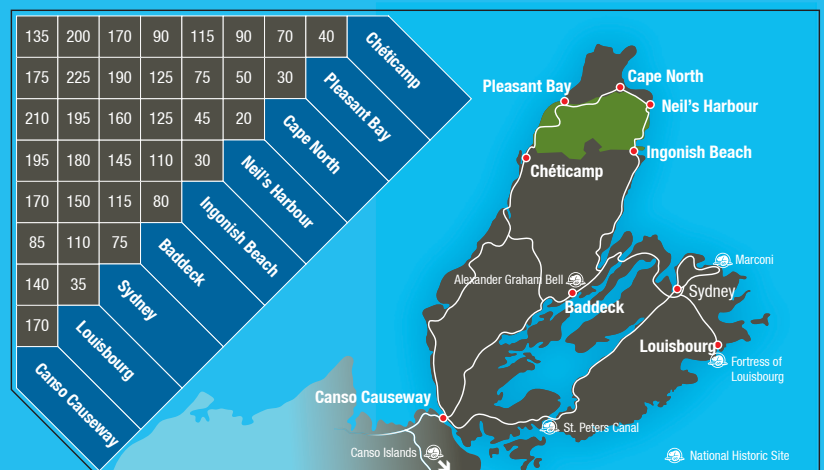 135 200 170 90 115 90 70 40 Chéticamp
175 225 190 125 75 50 30 Pleasant Bay
210 195 160 125 45 20 Cape North
195 180 145 110 30 Neil's Harbour
170 150 115 80 Ingonish Beach
85 110 75 Baddeck
140 35 Sydney
170 Louisbourg
Canso Causeway
Cape North
Pleasant Bay
Neil's Harbour
Ingonish Beach
Chéticamp
Marconi
Alexander Graham Bell
Sydney
Baddeck
Louisbourg
Fortress of
Louisbourg
Canso Causeway
St. Peters Canal
Canso Islands
National Historic Site